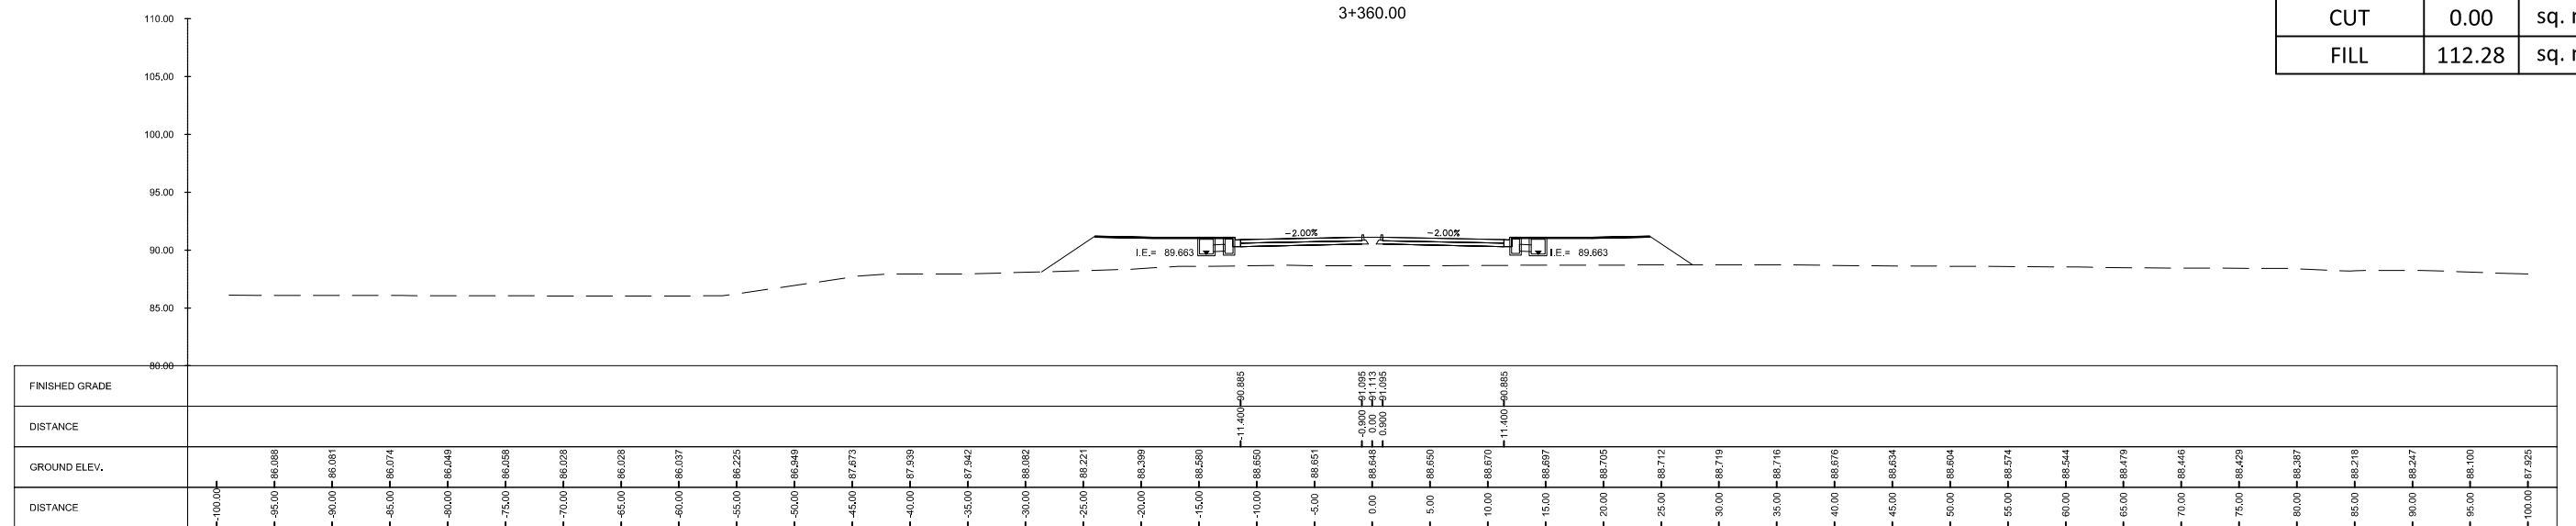 3+360.00
CUT 0.00 sq.
FILL 112.28 sq.
110.00
105.00
100.00
95.00
90.00
85.00
80.00
-2.00% -2.00%
I.E.= 89.663 I.E.= 89.663
FINISHED GRADE 90.885 91.095 91.113 91.095 90.885
DISTANCE -11.400 -0.900 0.00 0.900 11.400
GROUND ELEV. 86.088 86.081 86.074 86.049 86.058 86.028 86.028 86.037 86.225 86.949 87.673 87.939 87.942 88.082 88.221 88.399 88.580 88.650 88.651 88.648 88.650 88.670 88.697 88.705 88.712 88.719 88.716 88.676 88.634 88.604 88.574 88.544 88.479 88.446 88.429 88.387 88.218 88.247 88.100 87.925
DISTANCE -100.00 -95.00 -90.00 -85.00 -80.00 -75.00 -70.00 -65.00 -60.00 -55.00 -50.00 -45.00 -40.00 -35.00 -30.00 -25.00 -20.00 -15.00 -10.00 -5.00 0.00 5.00 10.00 15.00 20.00 25.00 30.00 35.00 40.00 45.00 50.00 55.00 60.00 65.00 70.00 75.00 80.00 85.00 90.00 95.00 100.00